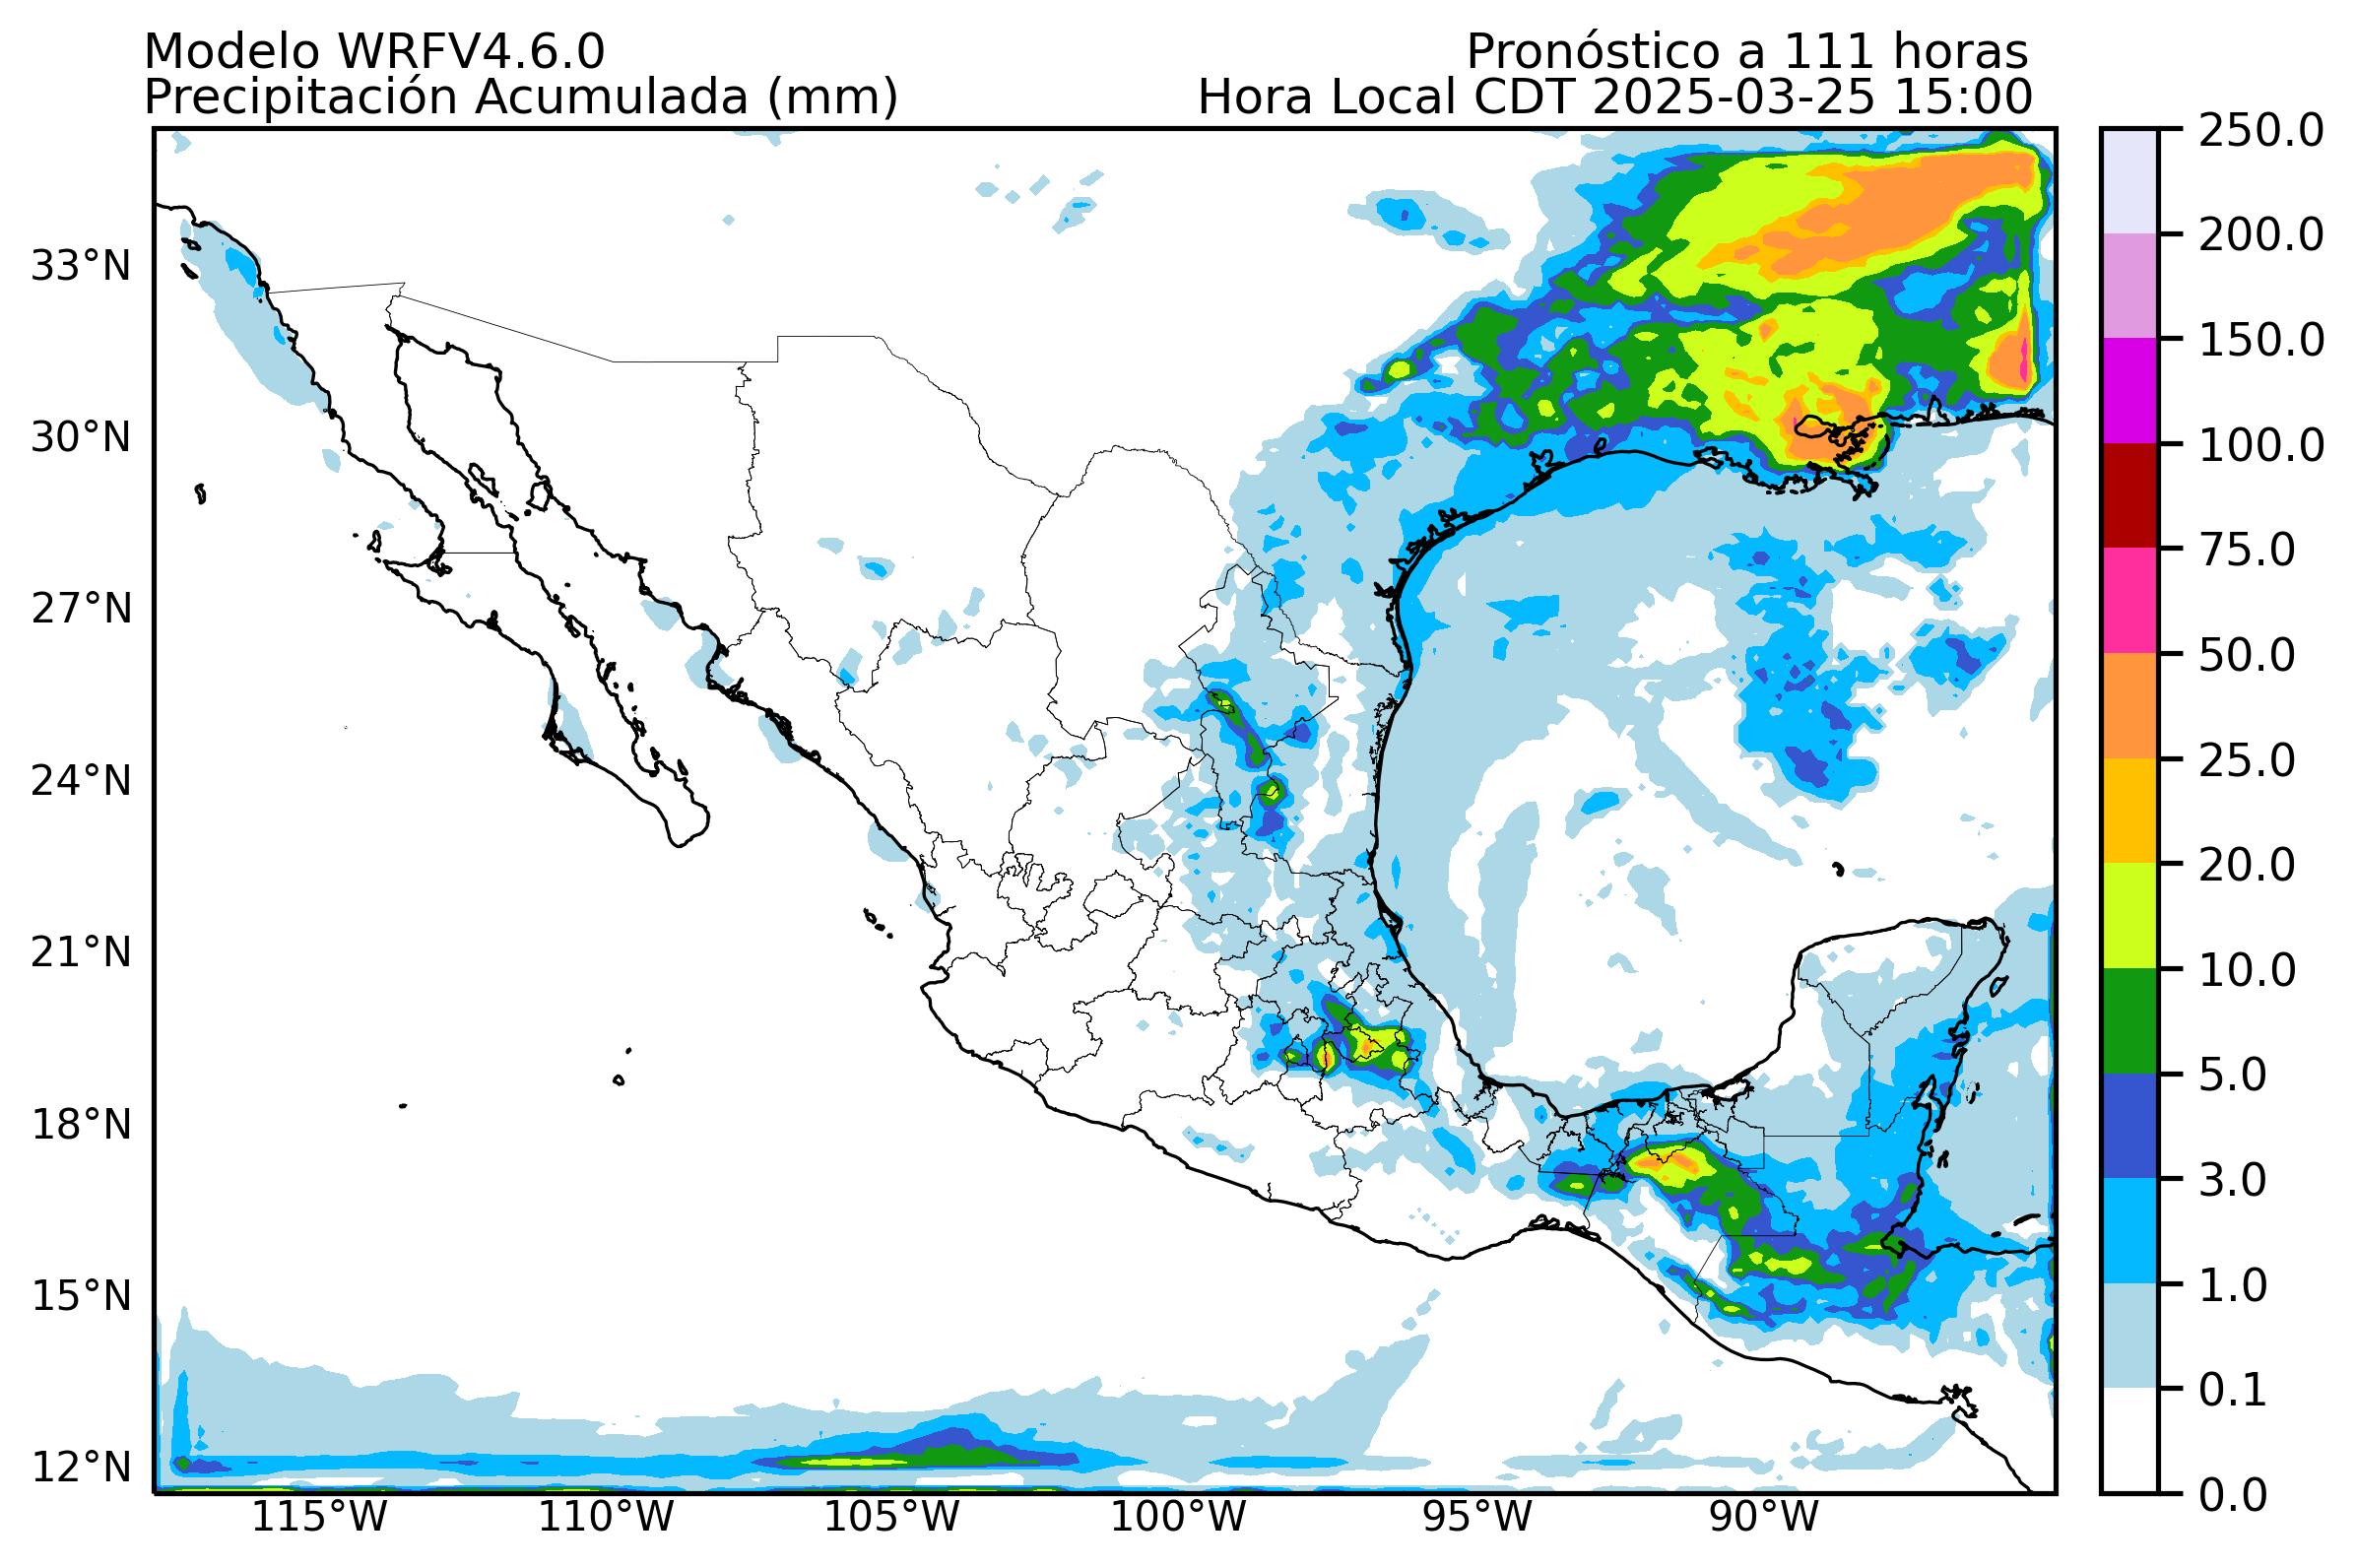 Modelo WRFV4.6.0
Pronóstico a 111 horas
Precipitación Acumulada (mm)
Hora Local CDT 2025-03-25 15:00
250.0
200.0
150.0
100.0
75.0
50.0
25.0
20.0
10.0
5.0
3.0
1.0
0.1
0.0
33°N
30°N
27°N
24°N
21°N
18°N
15°N
12°N
115°W
110°W
105°W
100°W
95°W
90°W